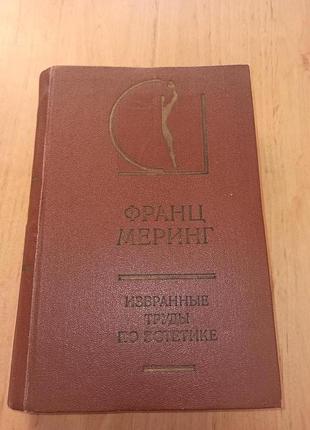 ФРАНЦ
МЕРИНГ
ИЗБРАННЫЕ
ТРУДЫ
ПО ЭСТЕТИКЕ